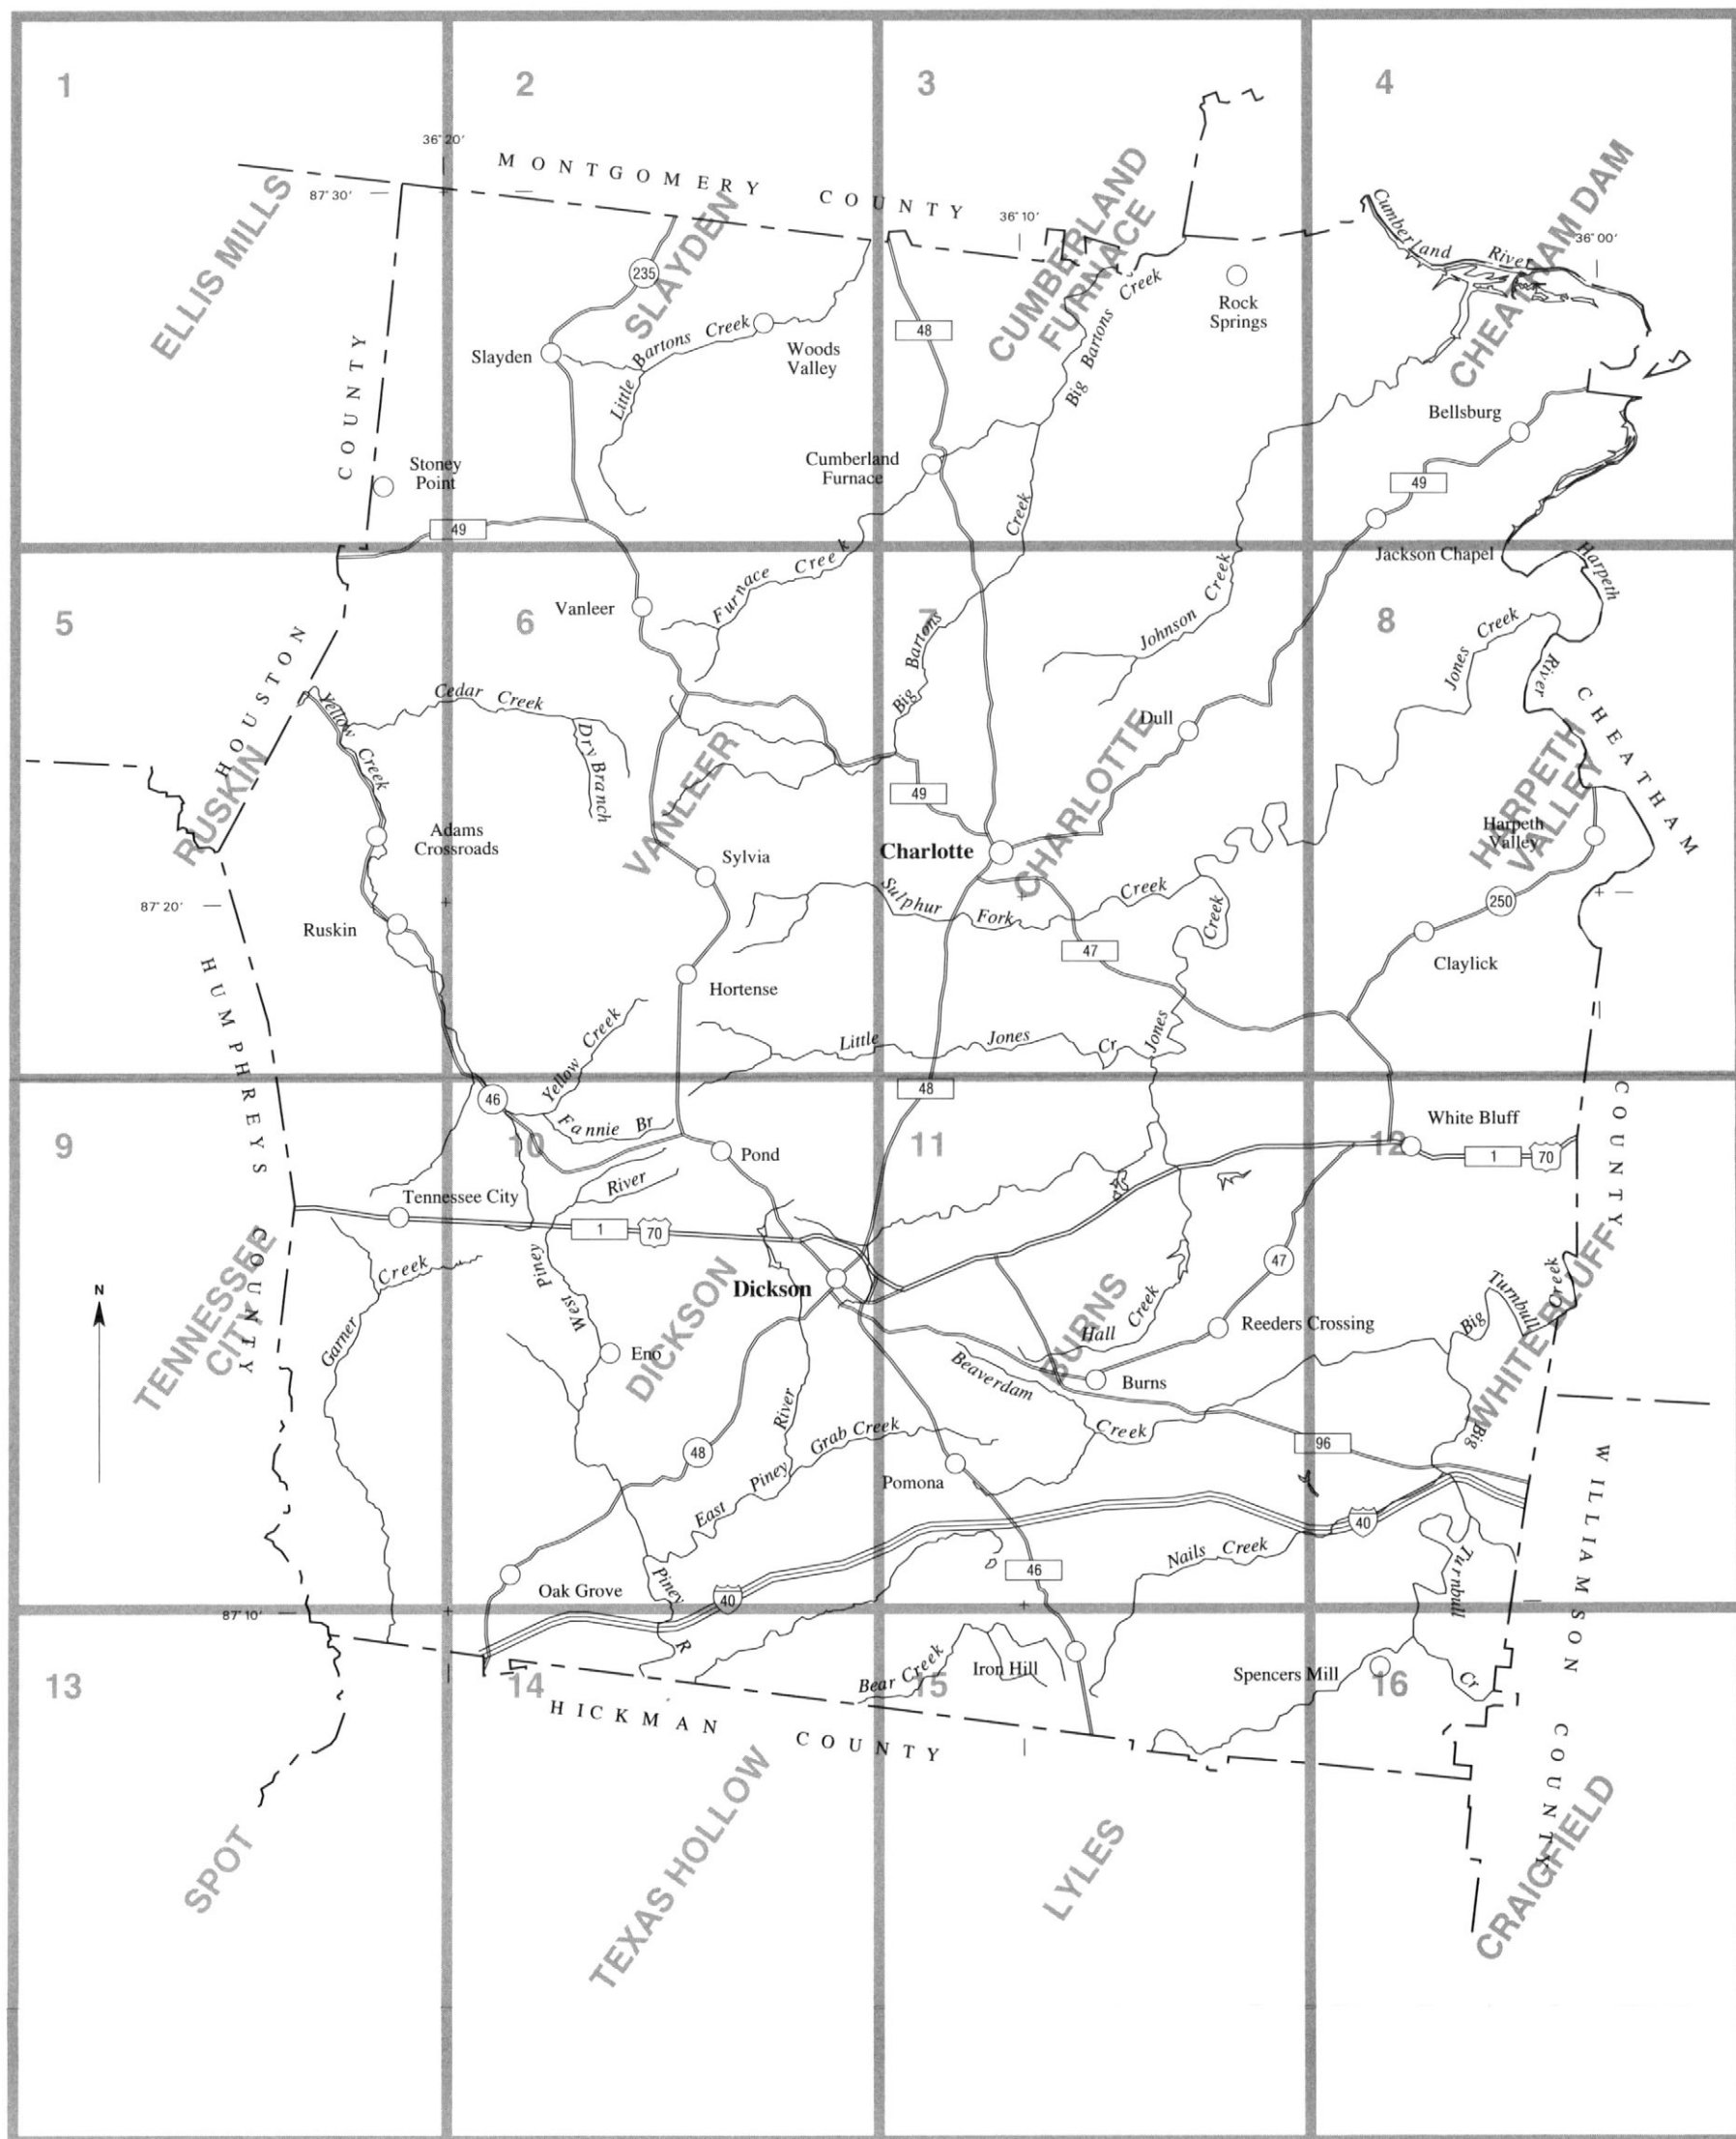 1
2
3
4
36°20'
87°30'
MONTGOMERY COUNTY
36°10'
36°00'
ELLIS MILLS
SLAYDEN
CUMBERLAND
FURNACE
CHEATHAM DAM
Cumberland River
235
48
Rock
Springs
Big Bartons Creek
Slayden
Little Bartons Creek
Woods
Valley
COUNTY
Bellsburg
Stoney
Point
Cumberland
Furnace
49
49
Creek
Jackson Chapel
Harpeth
River
5
6
7
8
Furnace Creek
Vanleer
Johnson Creek
Jones Creek
Big Bartons
HOUSTON
Yellow Creek
Cedar Creek
Dry Branch
Dull
CHEATHAM
RUSKIN
VANLEER
CHARLOTTE
HARPETH
VALLEY
49
Adams
Crossroads
Harpeth
Valley
Charlotte
Sylvia
Sulphur Fork Creek
Creek
87°20'
250
Ruskin
47
Claylick
HUMPHREYS
Hortense
Yellow Creek
Little Jones Cr
Jones
46
48
COUNTY
Fannie Br
White Bluff
9
10
11
12
Pond
1
70
River
Tennessee City
1
70
COUNTY
TENNESSEE
CITY
Creek
Piney
West
47
Dickson
DICKSON
BURNS
WHITE BLUFF
N
Garner
Eno
Hall Creek
Reeders Crossing
Big Turnbull Creek
Beaverdam
Burns
River
Creek
Grab Creek
48
96
Big
WILLIAMSON
Pomona
East Piney
40
Nails Creek
Turnbull
46
Oak Grove
Piney
R
40
87°10'
13
14
15
16
Bear Creek
Iron Hill
Spencers Mill
Cr
HICKMAN COUNTY
COUNTY
SPOT
TEXAS HOLLOW
LYLES
CRAIGFIELD